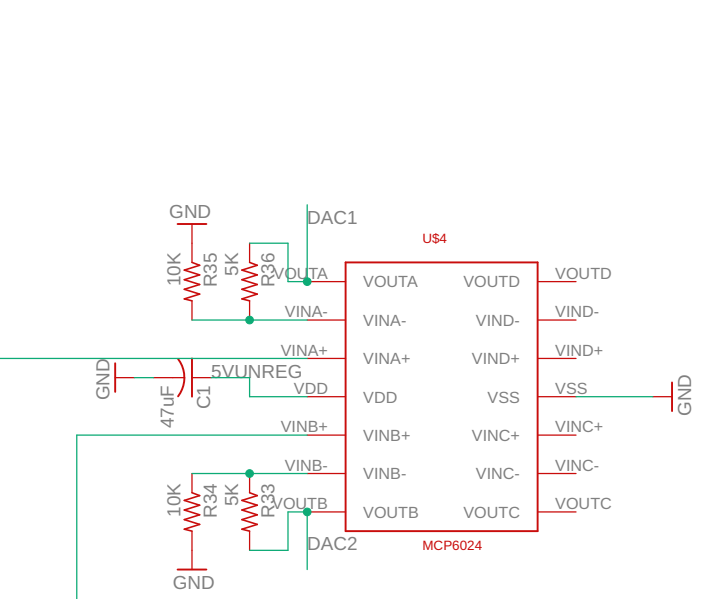 GND
DAC1
U$4
10K
R35
5K
R36
VOUTA
VOUTA
VOUTD
VOUTD
VINA-
VINA-
VIND-
VIND-
VINA+
VINA+
VIND+
VIND+
GND
47uF
C1
5VUNREG
VDD
VDD
VSS
VSS
GND
VINB+
VINB+
VINC+
VINC+
VINB-
VINB-
VINC-
VINC-
10K
R34
5K
R33
VOUTB
VOUTB
VOUTC
VOUTC
DAC2
MCP6024
GND